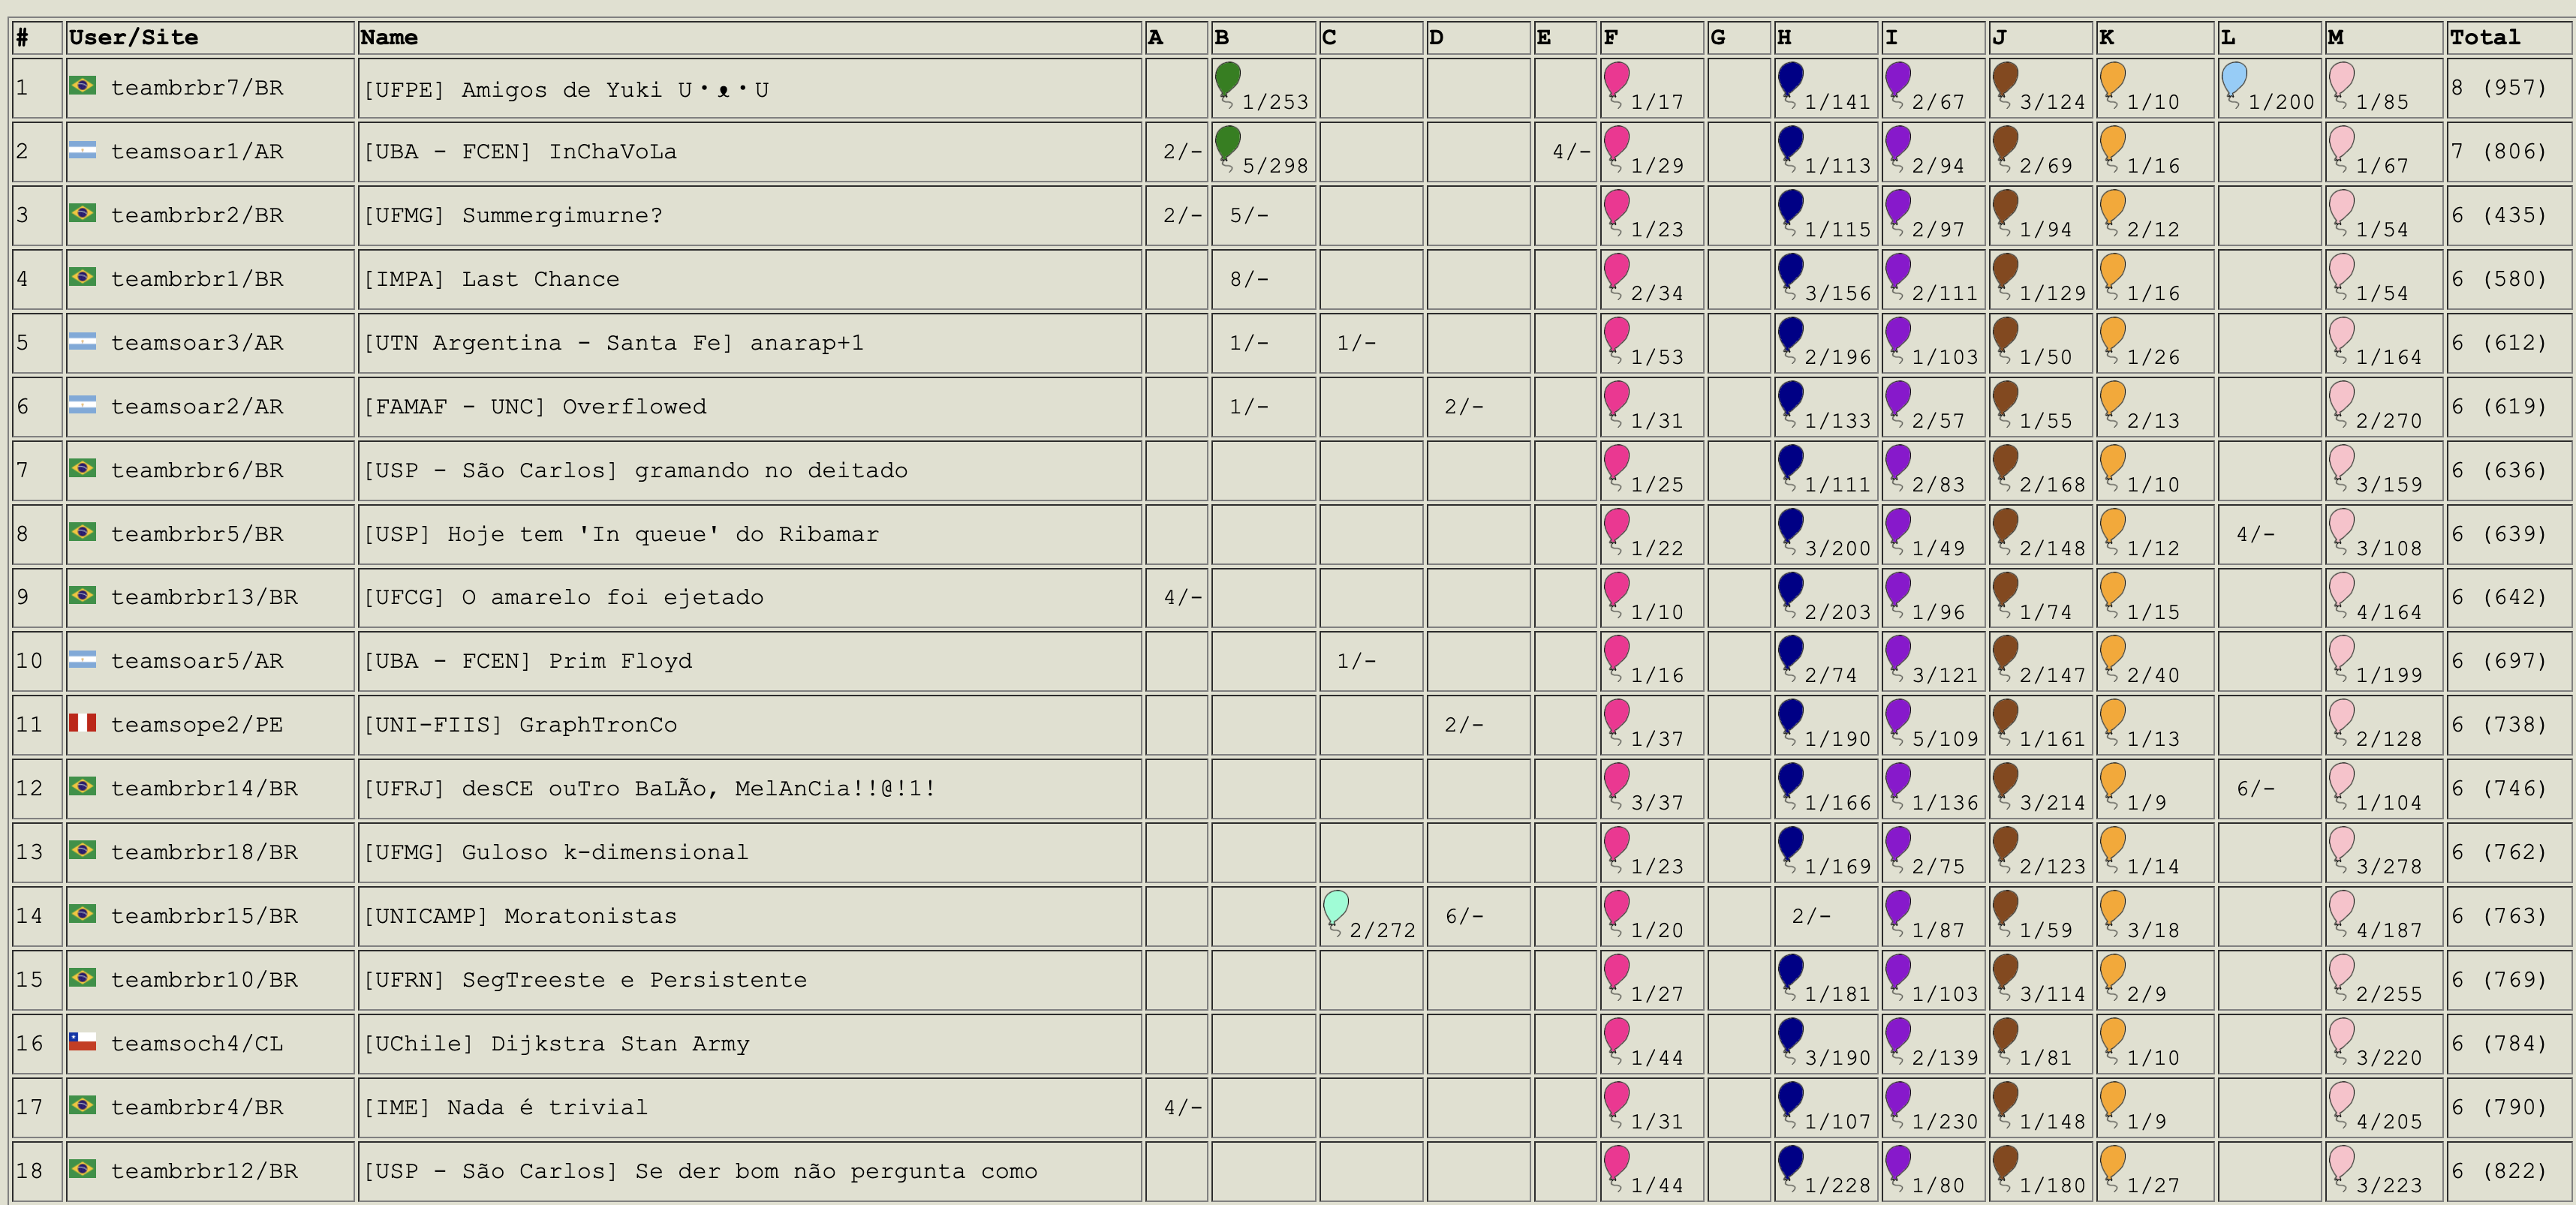 # User/Site Name A B C D E F G H I J K L M Total
1 teambrbr7/BR [UFPE] Amigos de Yuki U・ᴥ・U 1/253 1/17 1/141 2/67 3/124 1/10 1/200 1/85 8 (957)
2 teamsoar1/AR [UBA - FCEN] InChaVoLa 2/- 5/298 4/- 1/29 1/113 2/94 2/69 1/16 1/67 7 (806)
3 teambrbr2/BR [UFMG] Summergimurne? 2/- 5/- 1/23 1/115 2/97 1/94 2/12 1/54 6 (435)
4 teambrbr1/BR [IMPA] Last Chance 8/- 2/34 3/156 2/111 1/129 1/16 1/54 6 (580)
5 teamsoar3/AR [UTN Argentina - Santa Fe] anarap+1 1/- 1/- 1/53 2/196 1/103 1/50 1/26 1/164 6 (612)
6 teamsoar2/AR [FAMAF - UNC] Overflowed 1/- 2/- 1/31 1/133 2/57 1/55 2/13 2/270 6 (619)
7 teambrbr6/BR [USP - São Carlos] gramando no deitado 1/25 1/111 2/83 2/168 1/10 3/159 6 (636)
8 teambrbr5/BR [USP] Hoje tem 'In queue' do Ribamar 1/22 3/200 1/49 2/148 1/12 4/- 3/108 6 (639)
9 teambrbr13/BR [UFCG] O amarelo foi ejetado 4/- 1/10 2/203 1/96 1/74 1/15 4/164 6 (642)
10 teamsoar5/AR [UBA - FCEN] Prim Floyd 1/- 1/16 2/74 3/121 2/147 2/40 1/199 6 (697)
11 teamsope2/PE [UNI-FIIS] GraphTronCo 2/- 1/37 1/190 5/109 1/161 1/13 2/128 6 (738)
12 teambrbr14/BR [UFRJ] desCE ouTro BaLÃo, MelAnCia!!@!1! 3/37 1/166 1/136 3/214 1/9 6/- 1/104 6 (746)
13 teambrbr18/BR [UFMG] Guloso k-dimensional 1/23 1/169 2/75 2/123 1/14 3/278 6 (762)
14 teambrbr15/BR [UNICAMP] Moratonistas 2/272 6/- 1/20 2/- 1/87 1/59 3/18 4/187 6 (763)
15 teambrbr10/BR [UFRN] SegTreeste e Persistente 1/27 1/181 1/103 3/114 2/9 2/255 6 (769)
16 teamsoch4/CL [UChile] Dijkstra Stan Army 1/44 3/190 2/139 1/81 1/10 3/220 6 (784)
17 teambrbr4/BR [IME] Nada é trivial 4/- 1/31 1/107 1/230 1/148 1/9 4/205 6 (790)
18 teambrbr12/BR [USP - São Carlos] Se der bom não pergunta como 1/44 1/228 1/80 1/180 1/27 3/223 6 (822)